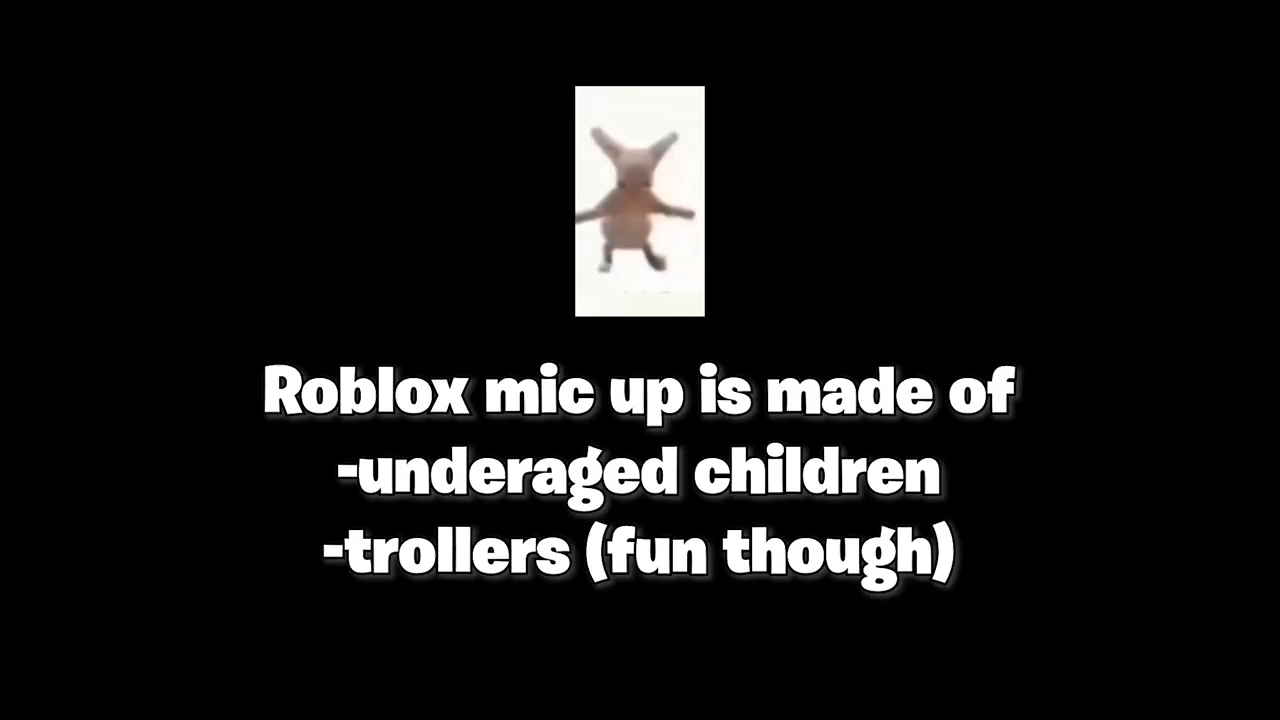 Roblox mic up is made of
-underaged children
-trollers (fun though)